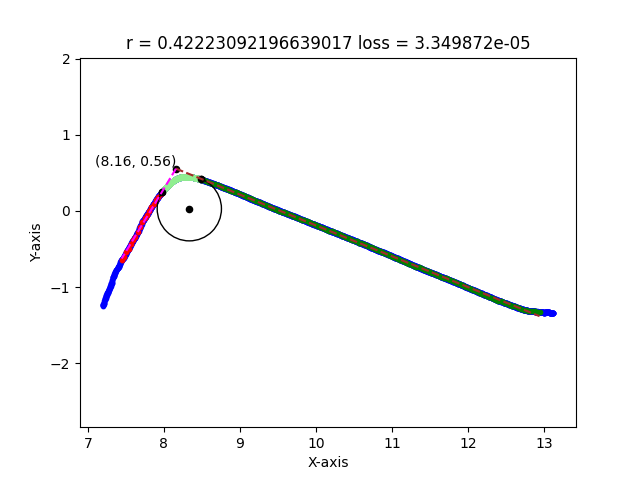 r = 0.42223092196639017 loss = 3.349872e-05
2
1
0
−1
−2
(8.16, 0.56)
Y-axis
7 8 9 10 11 12 13
X-axis